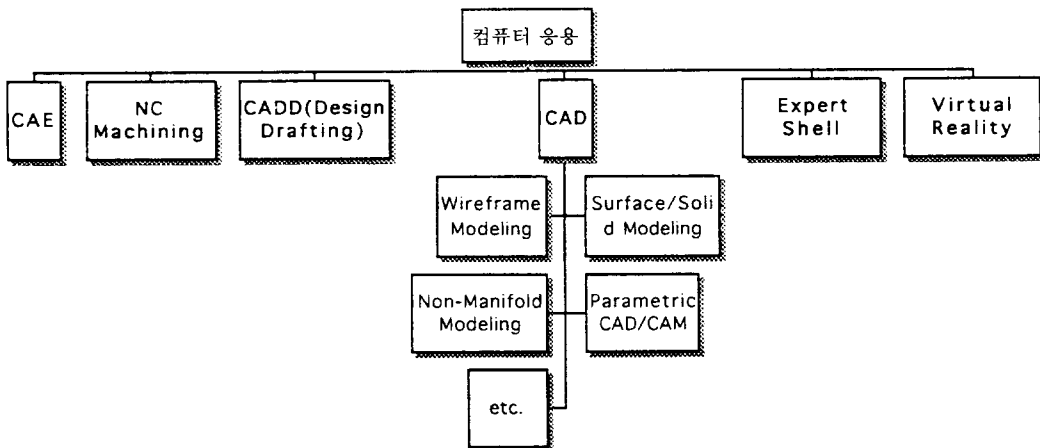 컴퓨터 응용
CAE
NC
Machining
CADD(Design
Drafting)
CAD
Expert
Shell
Virtual
Reality
Wireframe
Modeling
Surface/Soli
d Modeling
Non-Manifold
Modeling
Parametric
CAD/CAM
etc.